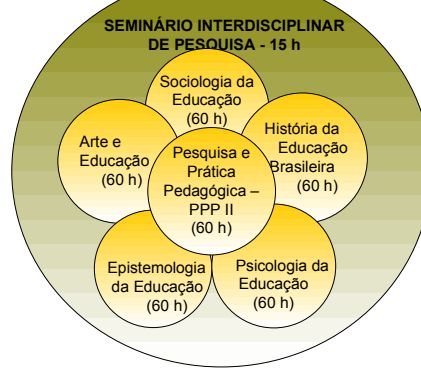 SEMINÁRIO INTERDISCIPLINAR
DE PESQUISA - 15 h
Sociologia da
Educação
(60 h)
Arte e
Educação
(60 h)
História da
Educação
Brasileira
(60 h)
Pesquisa e
Prática
Pedagógica –
PPP II
(60 h)
Epistemologia
da Educação
(60 h)
Psicologia da
Educação
(60 h)